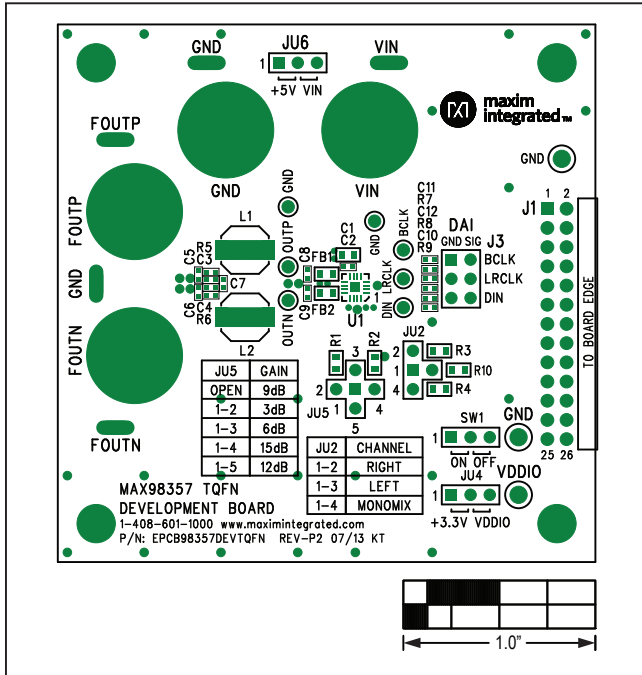 GND
JU6
VIN
1
+5V VIN
maxim
integrated™
FOUTP
GND
GND
VIN
C11
R7
C12
R8
C10
R9
J1
1 2
FOUTP
L1
GND
OUTP
C1
C2
GND
BCLK
DAI
GND SIG
J3
BCLK
LRCLK
DIN
R5
C5
C3
C7
C8
FB1
LRCLK
GND
C6
C4
R6
OUTN
C9
FB2
1
U1
DIN
TO BOARD EDGE
L2
FOUTN
R1
R2
JU2
3
2
R3
1
R10
4
R4
2
JU5
1
4
5
JU5 GAIN
OPEN 9dB
1-2 3dB
1-3 6dB
1-4 15dB
1-5 12dB
FOUTN
JU2 CHANNEL
1-2 RIGHT
1-3 LEFT
1-4 MONOMIX
SW1
GND
1
ON OFF
25 26
JU4
VDDIO
1
+3.3V VDDIO
MAX98357 TQFN
DEVELOPMENT BOARD
1-408-601-1000 www.maximintegrated.com
P/N: EPCB98357DEVTQFN REV-P2 07/13 KT
1.0"